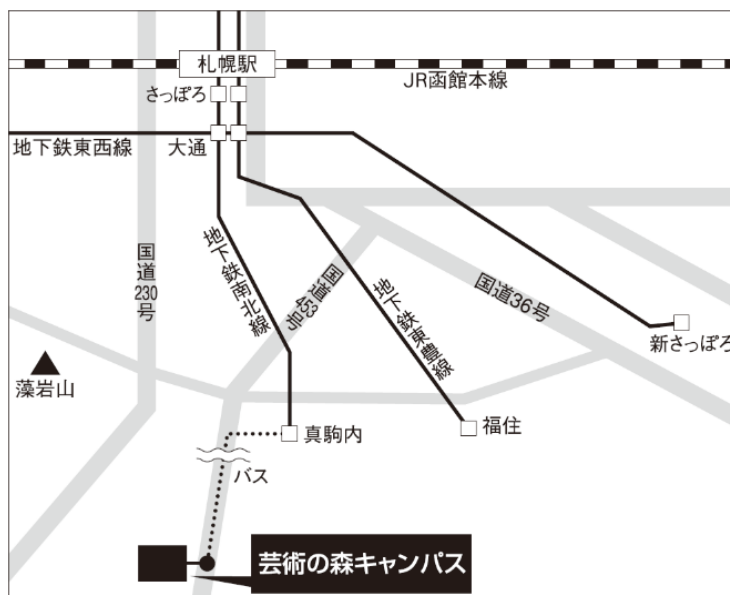 札幌駅
JR函館本線
さっぽろ
地下鉄東西線
大通
国道230号
地下鉄南北線
国道453号
地下鉄東豊線
国道36号
新さっぽろ
藻岩山
真駒内
福住
バス
芸術の森キャンパス